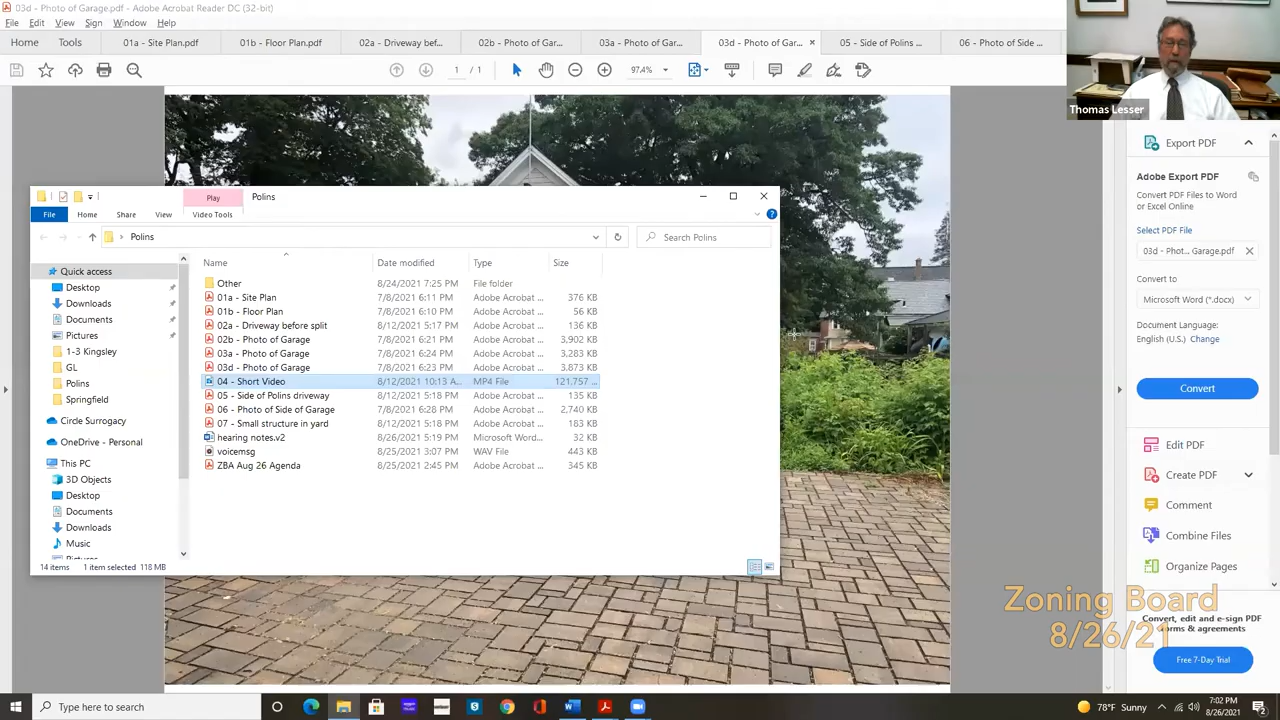 03d - Photo of Garage.pdf - Adobe Acrobat Reader DC (32-bit)
File Edit View Sign Window Help
Home Tools 01a - Site Plan.pdf 01b - Floor Plan.pdf 02a - Driveway bef... 02b - Photo of Gar... 03a - Photo of Gar... 03d - Photo of Gar... × 05 - Side of Polins ... 06 - Photo of Side ...
1 / 1 97.4%
Thomas Lesser
Export PDF
Adobe Export PDF
Convert PDF Files to Word
or Excel Online
Select PDF File
03d - Phot... Garage.pdf
Convert to
Microsoft Word (*.docx)
Document Language:
English (U.S.) Change
Convert
Edit PDF
Create PDF
Comment
Combine Files
Organize Pages
Convert, edit and e-sign PDF
forms & agreements
Free 7-Day Trial
Play Polins
File Home Share View Video Tools
Polins Search Polins
Name Date modified Type Size
Other 8/24/2021 7:25 PM File folder
01a - Site Plan 7/8/2021 6:11 PM Adobe Acrobat ... 376 KB
01b - Floor Plan 7/8/2021 6:10 PM Adobe Acrobat ... 56 KB
02a - Driveway before split 8/12/2021 5:17 PM Adobe Acrobat ... 136 KB
02b - Photo of Garage 7/8/2021 6:24 PM Adobe Acrobat ... 3,902 KB
03a - Photo of Garage 7/8/2021 6:24 PM Adobe Acrobat ... 3,283 KB
03d - Photo of Garage 7/8/2021 6:23 PM Adobe Acrobat ... 3,873 KB
04 - Short Video 8/12/2021 10:13 A... MP4 File 121,757 ...
05 - Side of Polins driveway 8/12/2021 5:18 PM Adobe Acrobat ... 135 KB
06 - Photo of Side of Garage 7/8/2021 6:28 PM Adobe Acrobat ... 2,740 KB
07 - Small structure in yard 8/12/2021 5:18 PM Adobe Acrobat ... 183 KB
hearing notes.v2 8/26/2021 5:19 PM Microsoft Word... 32 KB
voicemsg 8/25/2021 3:07 PM WAV File 443 KB
ZBA Aug 26 Agenda 8/25/2021 2:45 PM Adobe Acrobat ... 345 KB
Quick access
Desktop
Downloads
Documents
Pictures
1-3 Kingsley
GL
Polins
Springfield
Circle Surrogacy
OneDrive - Personal
This PC
3D Objects
Desktop
Documents
Downloads
Music
Pictures
14 items 1 item selected 118 MB
Zoning Board
8/26/21
Type here to search
78°F Sunny
7:02 PM
8/26/2021
2